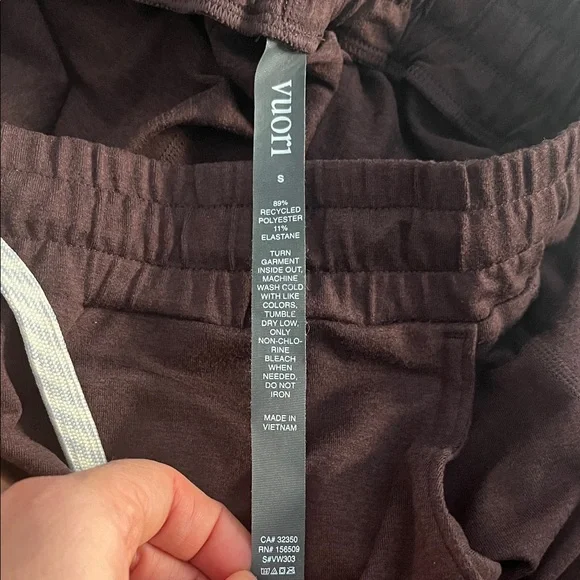 vuori
S
89%
RECYCLED
POLYESTER
11%
ELASTANE
TURN
GARMENT
INSIDE OUT,
MACHINE
WASH COLD
WITH LIKE
COLORS,
TUMBLE
DRY LOW,
ONLY
NON-CHLO-
RINE
BLEACH
WHEN
NEEDED,
DO NOT
IRON
MADE IN
VIETNAM
CA# 32350
RN# 156509
S#VW303